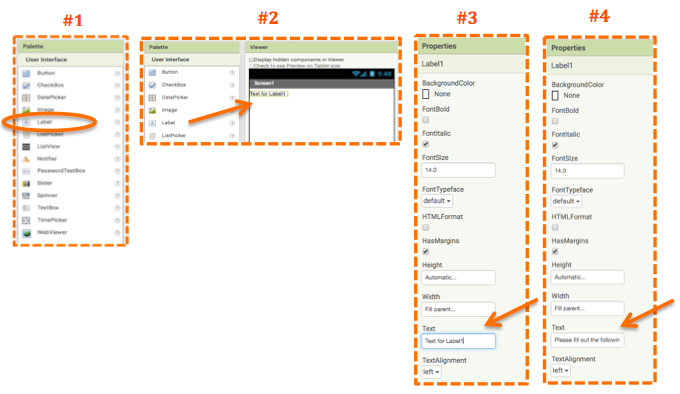 #1
Palette
User Interface
Button
CheckBox
DatePicker
Image
Label
ListPicker
ListView
Notifier
PasswordTextBox
Slider
Spinner
TextBox
TimePicker
WebViewer
#2
Palette
User Interface
Button
CheckBox
DatePicker
Image
Label
ListPicker
Viewer
Display hidden components in Viewer
Check to see Preview on Tablet size.
9:48
Screen1
Text for Label1
#3
Properties
Label1
BackgroundColor
None
FontBold
FontItalic
FontSize
14.0
FontTypeface
default
HTMLFormat
HasMargins
Height
Automatic...
Width
Fill parent...
Text
Text for Label1
TextAlignment
left
#4
Properties
Label1
BackgroundColor
None
FontBold
FontItalic
FontSize
14.0
FontTypeface
default
HTMLFormat
HasMargins
Height
Automatic...
Width
Fill parent...
Text
Please fill out the followin
TextAlignment
left